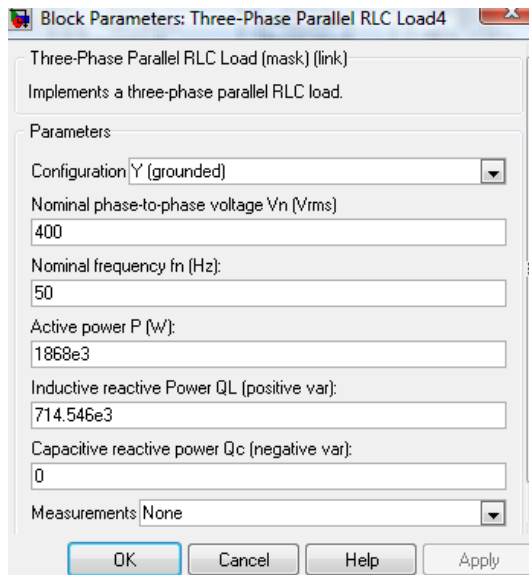 Block Parameters: Three-Phase Parallel RLC Load4
Three-Phase Parallel RLC Load (mask) (link)
Implements a three-phase parallel RLC load.
Parameters
Configuration Y (grounded)
Nominal phase-to-phase voltage Vn (Vrms)
400
Nominal frequency fn (Hz):
50
Active power P (W):
1868e3
Inductive reactive Power QL (positive var):
714.546e3
Capacitive reactive power Qc (negative var):
0
Measurements None
OK Cancel Help Apply